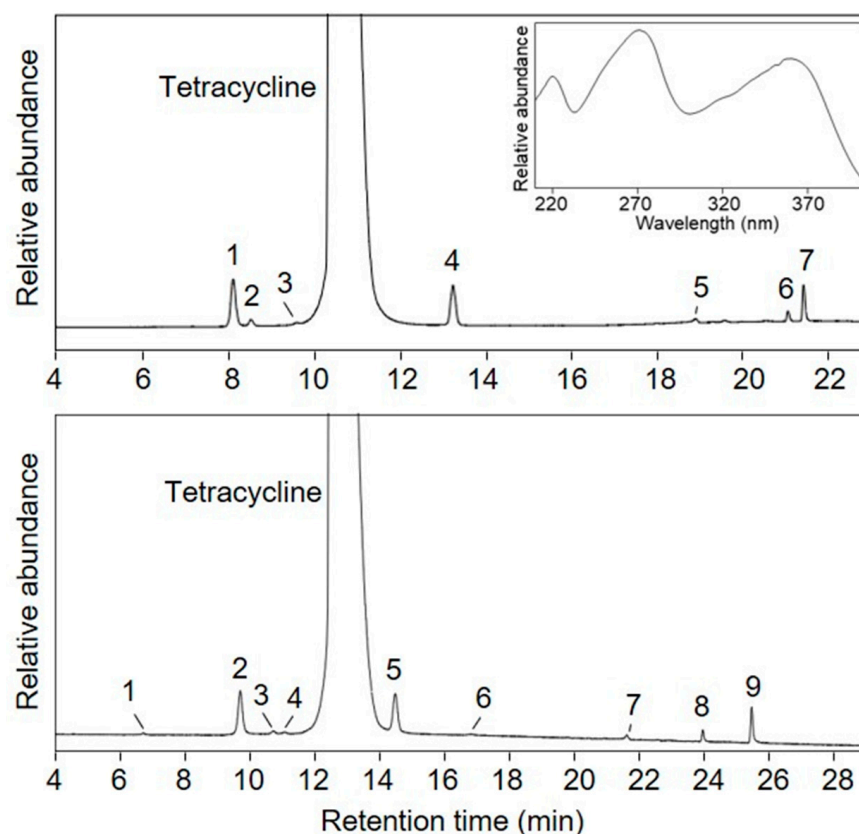 Relative abundance
Tetracycline
1
2
3
4
5
6
7
4 6 8 10 12 14 16 18 20 22
Relative abundance
220 270 320 370
Wavelength (nm)
Relative abundance
Tetracycline
1
2
3
4
5
6
7
8
9
4 6 8 10 12 14 16 18 20 22 24 26 28
Retention time (min)